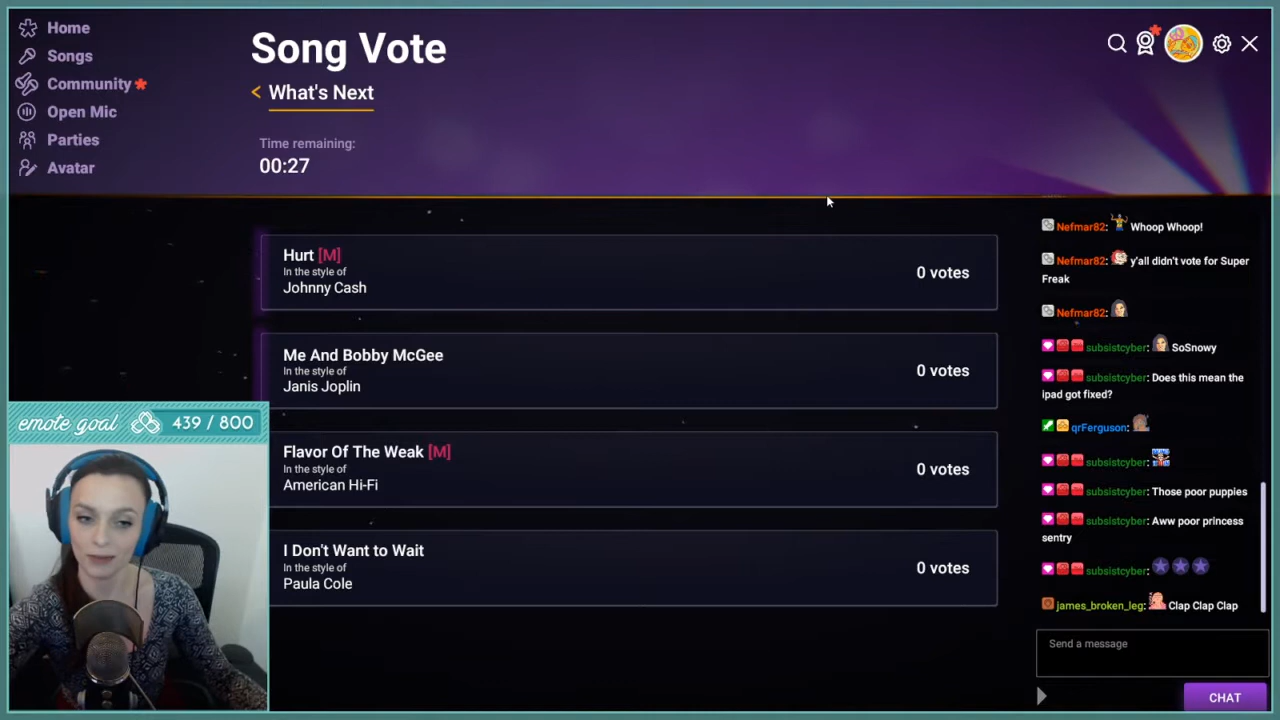 Home
Songs
Community
Open Mic
Parties
Avatar
Song Vote
< What's Next
Time remaining:
00:27
Hurt [M]
In the style of
Johnny Cash
0 votes
Me And Bobby McGee
In the style of
Janis Joplin
0 votes
Flavor Of The Weak [M]
In the style of
American Hi-Fi
0 votes
I Don't Want to Wait
In the style of
Paula Cole
0 votes
emote goal 439 / 800
Nefmar82: Whoop Whoop!
Nefmar82: y'all didn't vote for Super
Freak
Nefmar82:
subsistcyber: SoSnowy
subsistcyber: Does this mean the
ipad got fixed?
qrFerguson:
subsistcyber:
subsistcyber: Those poor puppies
subsistcyber: Aww poor princess
sentry
subsistcyber:
james_broken_leg: Clap Clap Clap
Send a message
CHAT